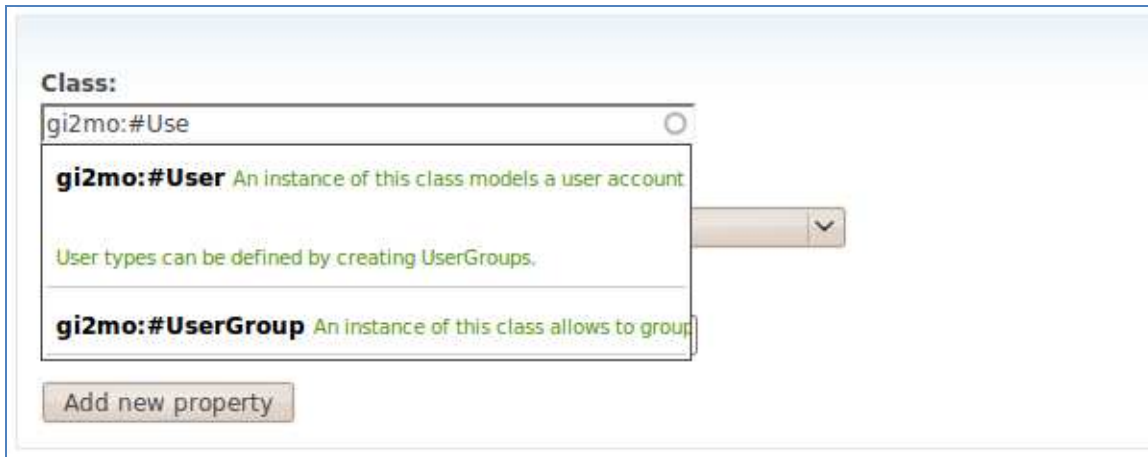 Class:
gi2mo:#Use
gi2mo:#User An instance of this class models a user account
User types can be defined by creating UserGroups.
gi2mo:#UserGroup An instance of this class allows to group
Add new property